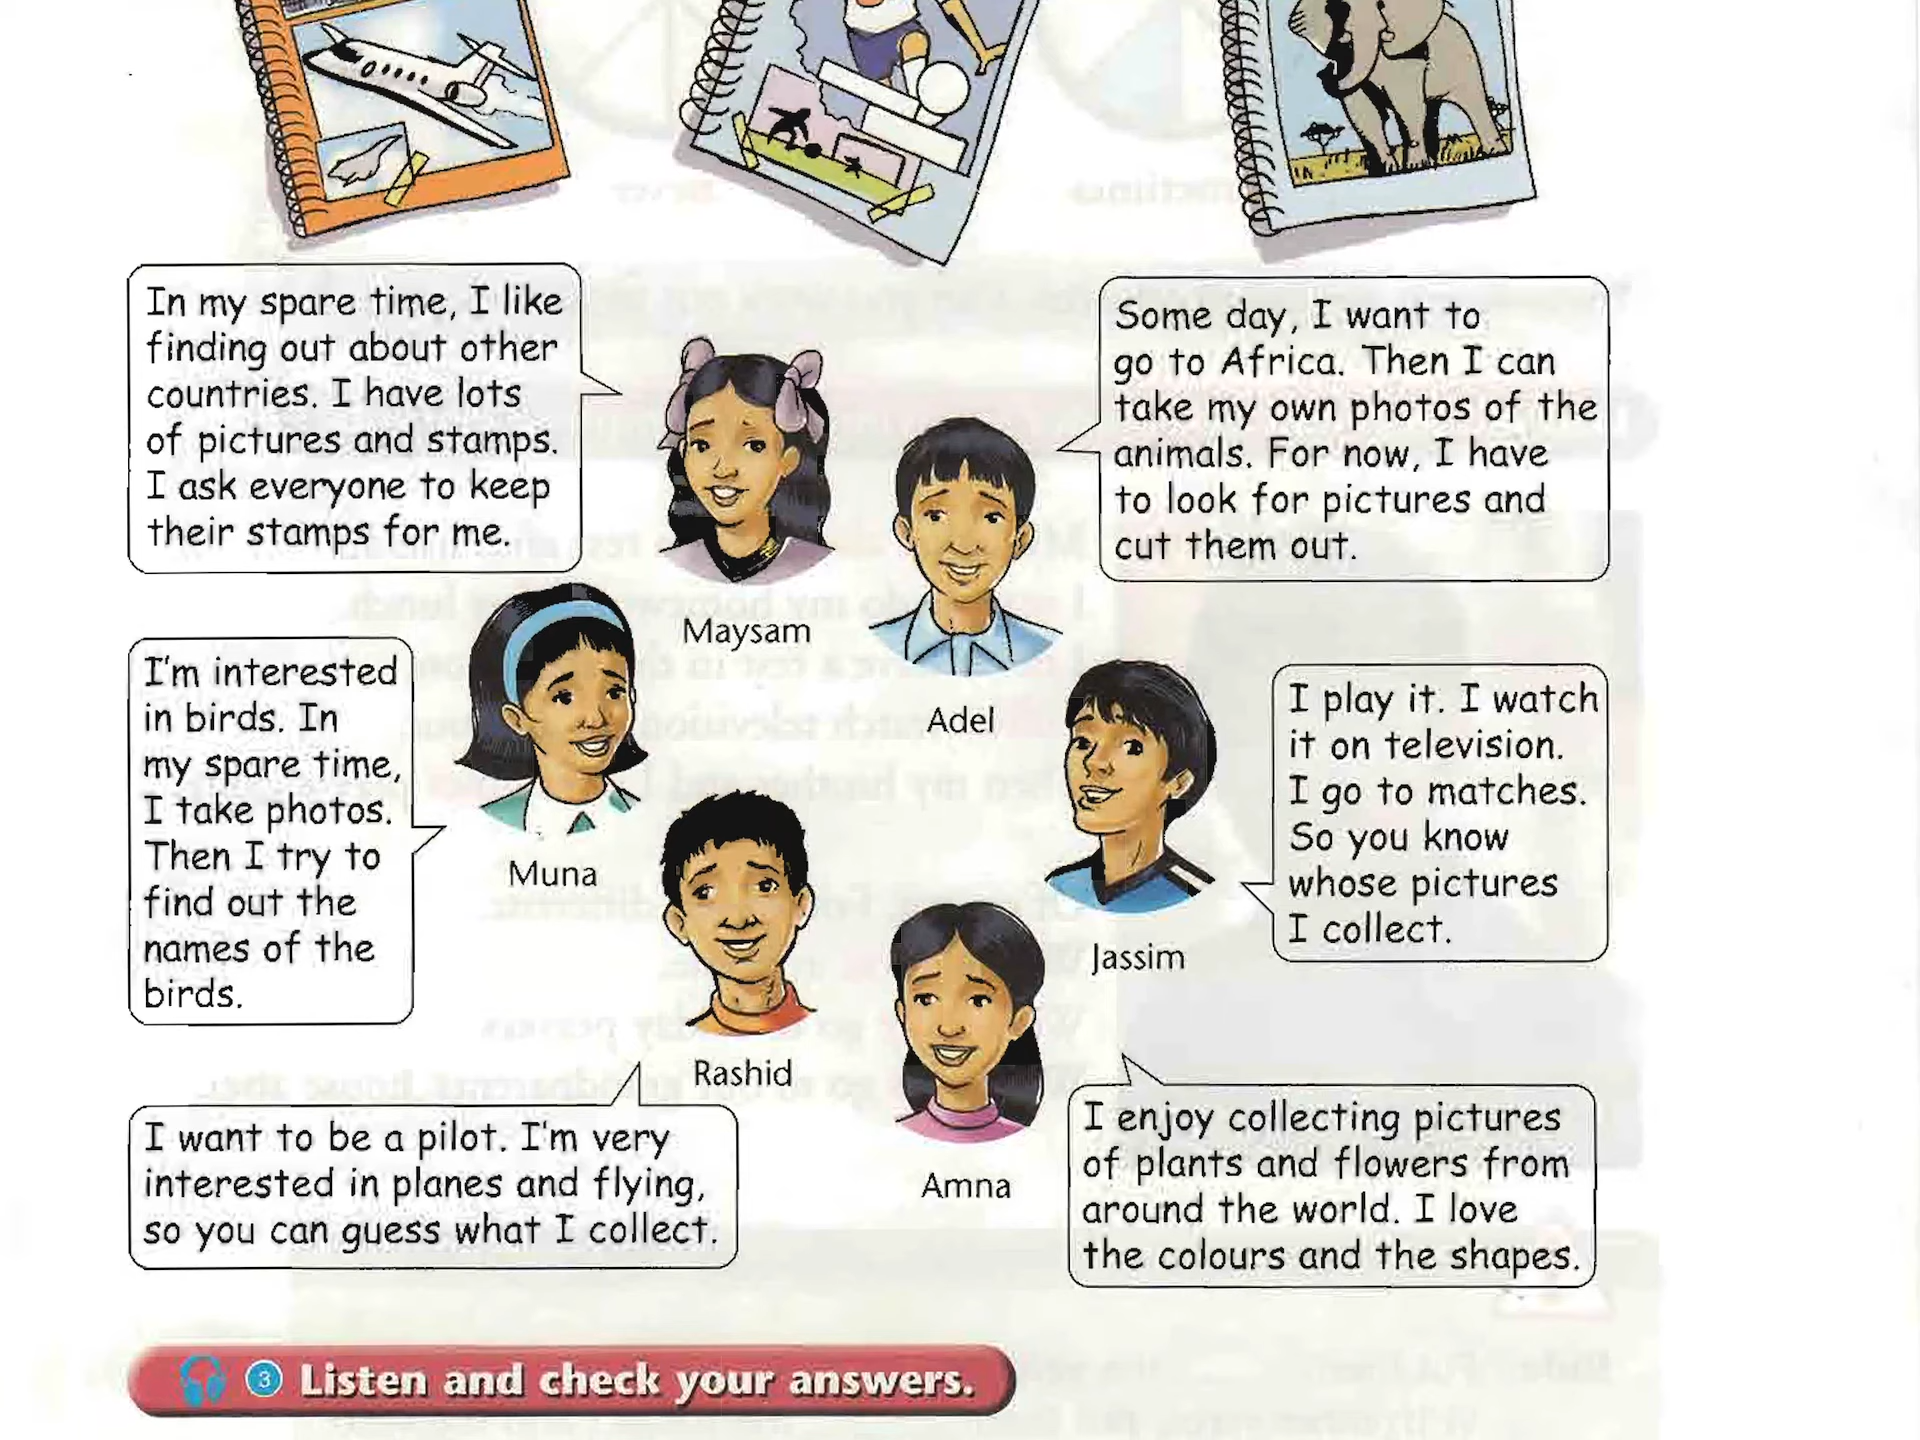 In my spare time, I like
finding out about other
countries. I have lots
of pictures and stamps.
I ask everyone to keep
their stamps for me.
Some day, I want to
go to Africa. Then I can
take my own photos of the
animals. For now, I have
to look for pictures and
cut them out.
Maysam
Adel
I'm interested
in birds. In
my spare time,
I take photos.
Then I try to
find out the
names of the
birds.
Muna
I play it. I watch
it on television.
I go to matches.
So you know
whose pictures
I collect.
Jassim
Rashid
I want to be a pilot. I'm very
interested in planes and flying,
so you can guess what I collect.
Amna
I enjoy collecting pictures
of plants and flowers from
around the world. I love
the colours and the shapes.
3 Listen and check your answers.